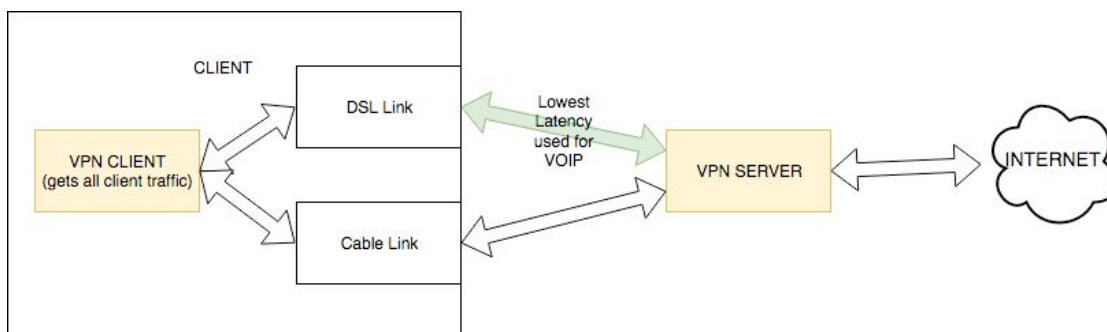 CLIENT
DSL Link
Lowest
Latency
used for
VOIP
VPN CLIENT
(gets all client traffic)
VPN SERVER
INTERNET
Cable Link